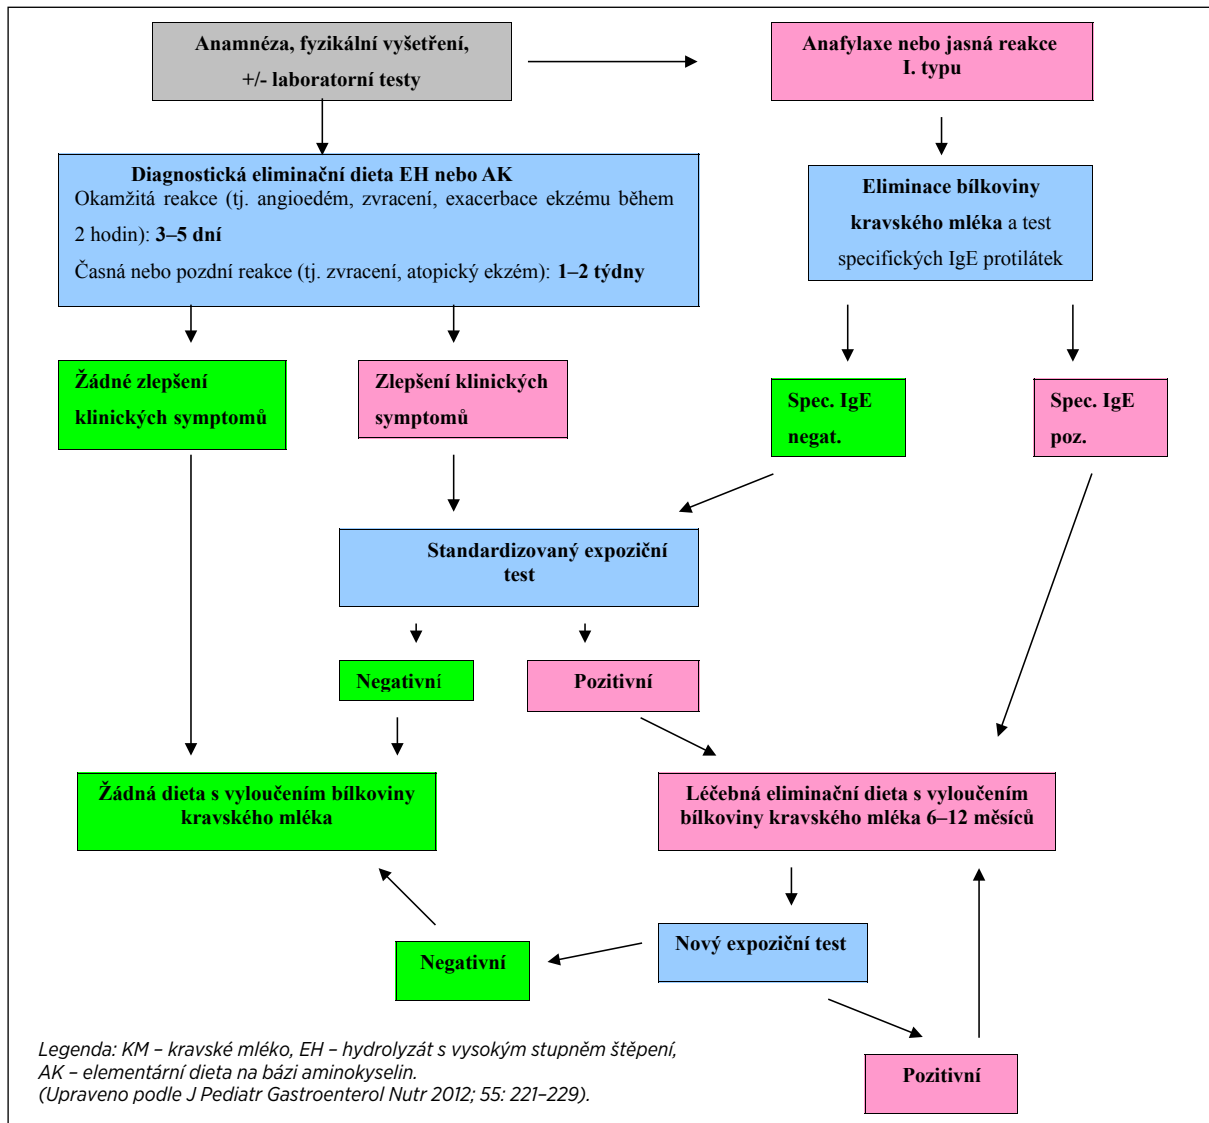 Anamnéza, fyzikální vyšetření,
+/- laboratorní testy
Anafylaxe nebo jasná reakce
I. typu
Diagnostická eliminační dieta EH nebo AK
Okamžitá reakce (tj. angioedém, zvracení, exacerbace ekzému během
2 hodin): 3–5 dní
Časná nebo pozdní reakce (tj. zvracení, atopický ekzém): 1–2 týdny
Eliminace bílkoviny
kravského mléka a test
specifických IgE protilátek
Žádné zlepšení
klinických symptomů
Zlepšení klinických
symptomů
Spec. IgE
negat.
Spec. IgE
poz.
Standardizovaný expoziční
test
Negativní
Pozitivní
Žádná dieta s vyloučením bílkoviny
kravského mléka
Léčebná eliminační dieta s vyloučením
bílkoviny kravského mléka 6–12 měsíců
Nový expoziční test
Negativní
Pozitivní
Legenda: KM – kravské mléko, EH – hydrolyzát s vysokým stupněm štěpení,
AK – elementární dieta na bázi aminokyselin.
(Upraveno podle J Pediatr Gastroenterol Nutr 2012; 55: 221–229).